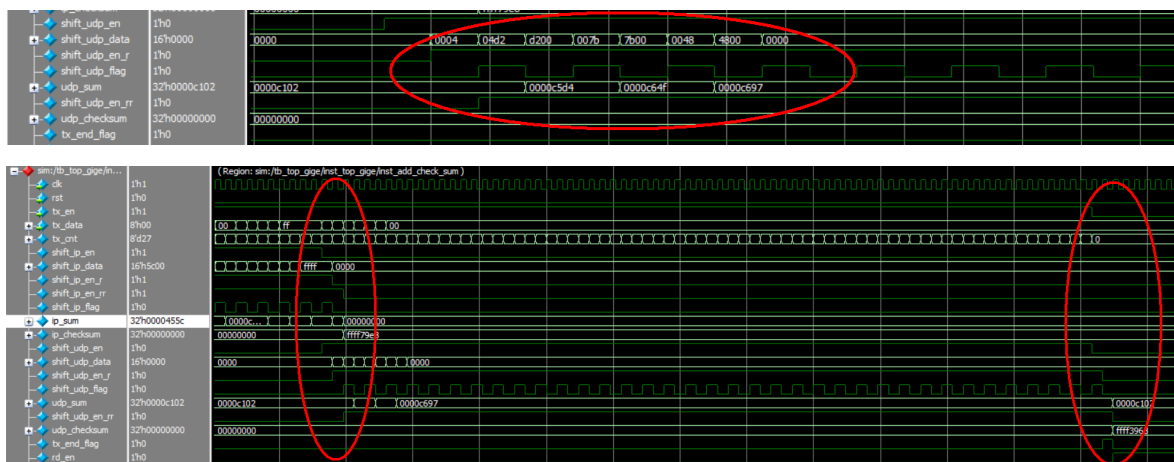 00000000
shift_udp_en 1'h0
shift_udp_data 16'h0000 0000 0004 04d2 d200 007b 7b00 0048 4800 0000
shift_udp_en_r 1'h0
shift_udp_flag 1'h0
udp_sum 32'h0000c102 0000c102 0000c5d4 0000c64f 0000c697
shift_udp_en_rr 1'h0
udp_checksum 32'h00000000 00000000
tx_end_flag 1'h0
sim:/tb_top_gige/in... (Region: sim:/tb_top_gige/inst_top_gige/inst_add_check_sum )
clk 1'h1
rst 1'h0
tx_en 1'h1
tx_data 8'h00 00 ff 00
tx_cnt 8'd27 0
shift_ip_en 1'h1
shift_ip_data 16'h5c00 ffff 0000
shift_ip_en_r 1'h1
shift_ip_en_rr 1'h1
shift_ip_flag 1'h0
ip_sum 32'h0000455c 0000c... 00000000
ip_checksum 32'h00000000 00000000 ffff79e3
shift_udp_en 1'h0
shift_udp_data 16'h0000 0000 0000
shift_udp_en_r 1'h0
shift_udp_flag 1'h0
udp_sum 32'h0000c102 0000c102 0000c697 0000c102
shift_udp_en_rr 1'h0
udp_checksum 32'h00000000 00000000 ffff3968
tx_end_flag 1'h0
rd_en 1'h0